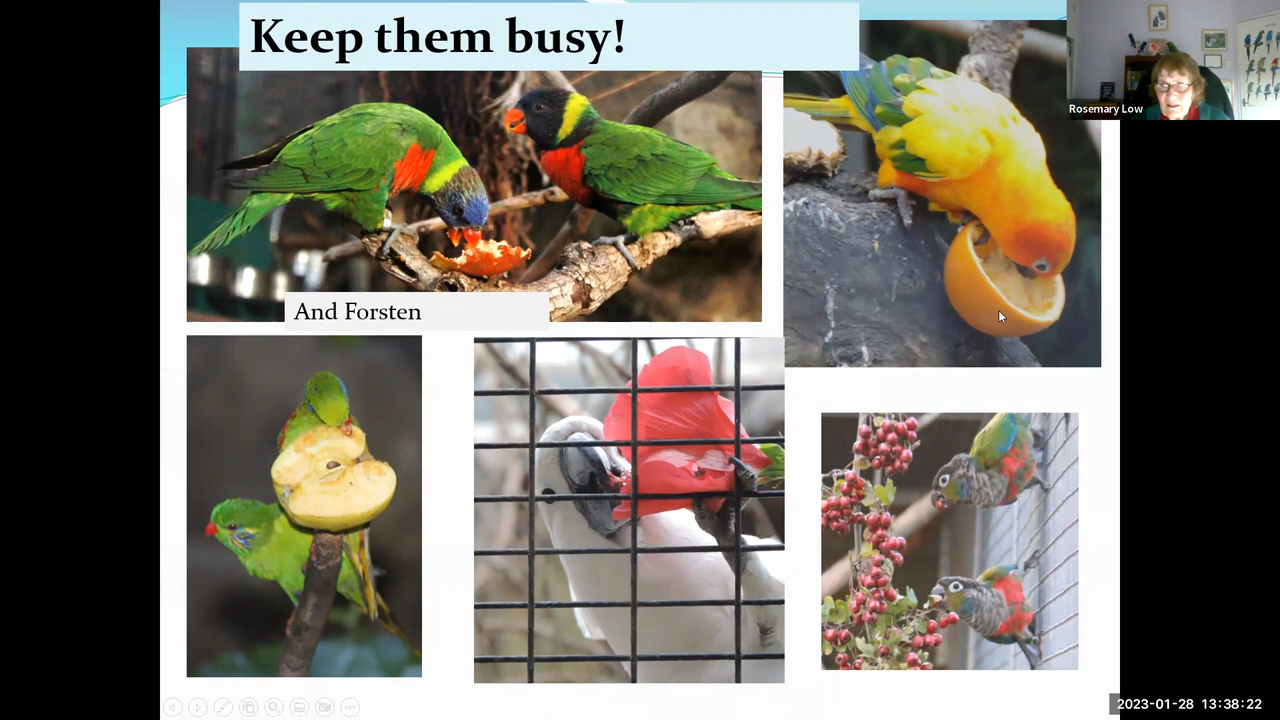 Keep them busy!
Rosemary Low
And Forsten
2023-01-28 13:38:22